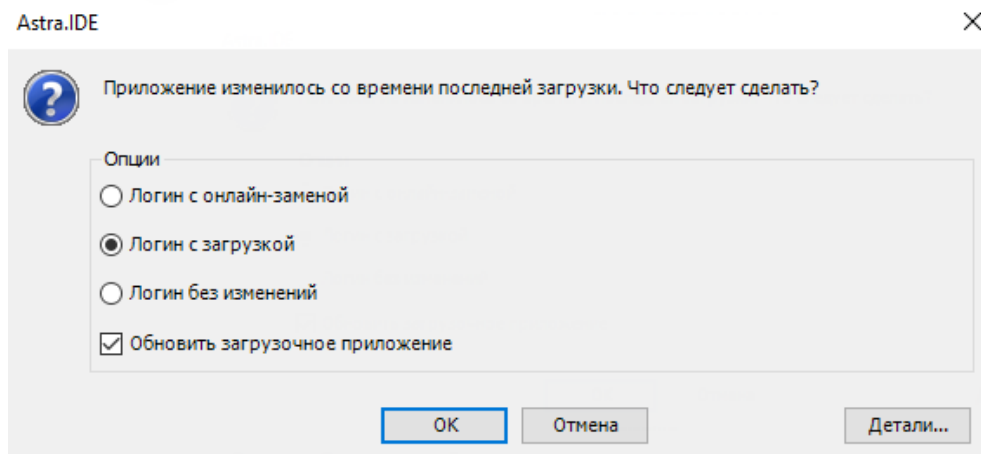 Astra.IDE
Приложение изменилось со времени последней загрузки. Что следует сделать?
Опции
Логин с онлайн-заменой
Логин с загрузкой
Логин без изменений
Обновить загрузочное приложение
OK
Отмена
Детали...